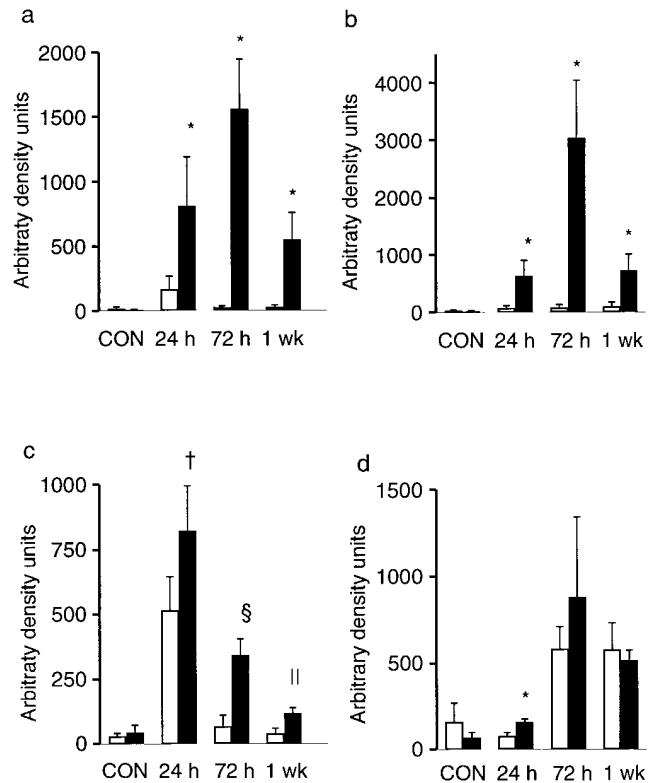 a
2000
1500
1000
500
0
Arbitraty density units
*
*
*
CON 24 h 72 h 1 wk
b
4000
3000
2000
1000
0
Arbitraty density units
*
*
*
CON 24 h 72 h 1 wk
c
1000
750
500
250
0
Arbitraty density units
†
§
||
CON 24 h 72 h 1 wk
d
1500
1000
500
0
Arbitrary density units
*
CON 24 h 72 h 1 wk